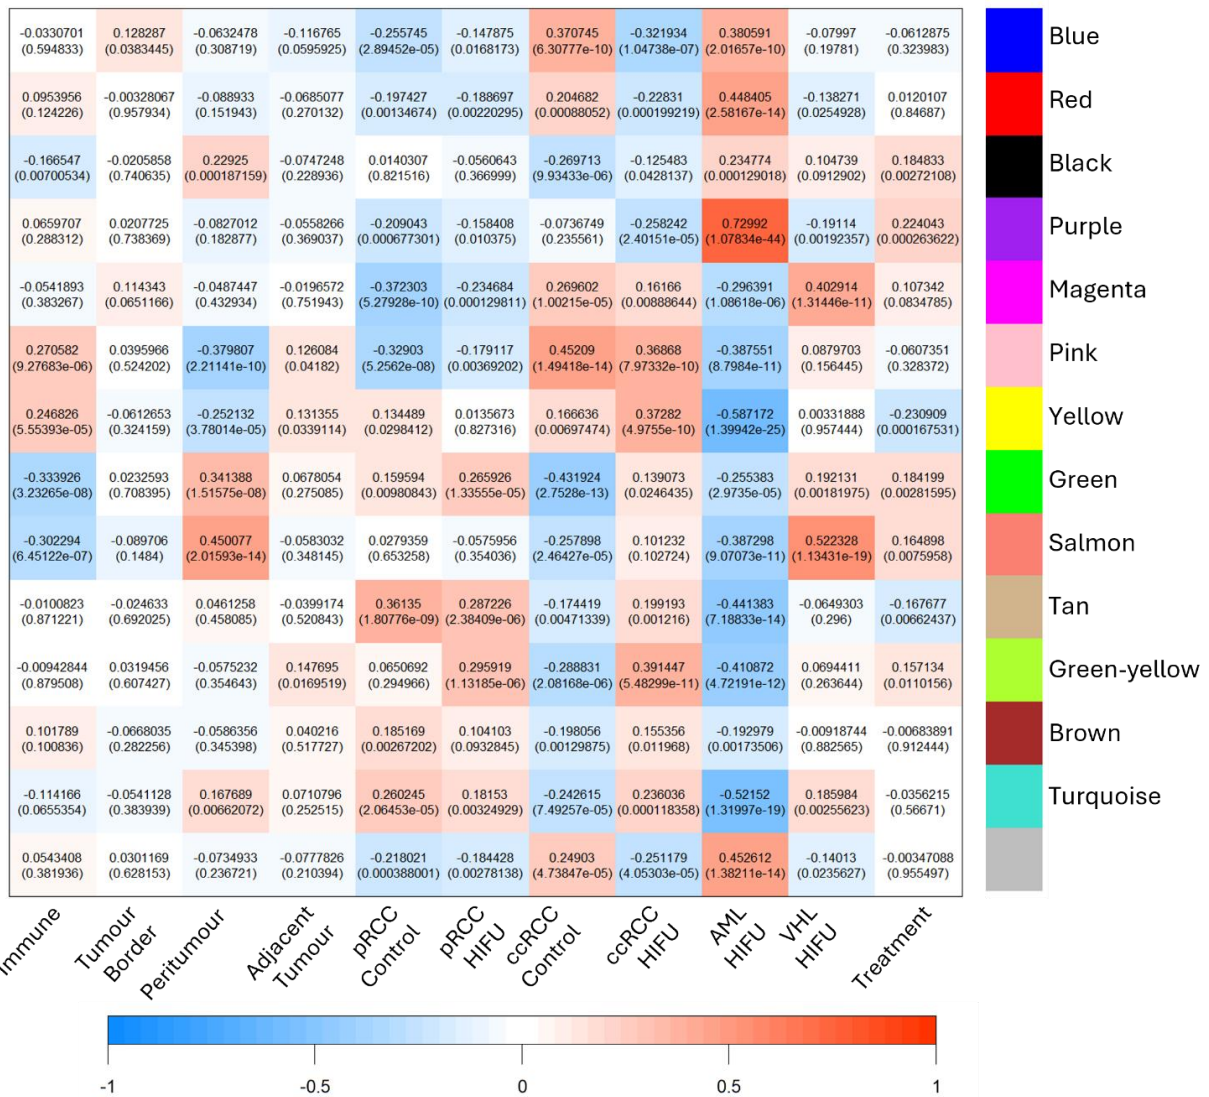 -0.0330701 0.128287 -0.0632478 -0.116765 -0.255745 -0.147875 0.370745 -0.321934 0.380591 -0.07997 -0.0612875
(0.594833) (0.0383445) (0.308719) (0.0595925) (2.89452e-05) (0.0168173) (6.30777e-10) (1.04738e-07) (2.01657e-10) (0.19781) (0.323983)
Blue
0.0953956 -0.00328067 -0.088933 -0.0685077 -0.197427 -0.188697 0.204682 -0.22831 0.448405 -0.138271 0.0120107
(0.124226) (0.957934) (0.151943) (0.270132) (0.00134674) (0.00220295) (0.00088052) (0.000199219) (2.58167e-14) (0.0254928) (0.84687)
Red
-0.166547 -0.0205858 0.22925 -0.0747248 0.0140307 -0.0560643 -0.269713 -0.125483 0.234774 0.104739 0.184833
(0.00700534) (0.740635) (0.000187159) (0.228936) (0.821516) (0.366999) (9.93433e-06) (0.0428137) (0.000129018) (0.0912902) (0.00272108)
Black
0.0659707 0.0207725 -0.0827012 -0.0558266 -0.209043 -0.158408 -0.0736749 -0.258242 0.72992 -0.19114 0.224043
(0.288312) (0.738369) (0.182877) (0.369037) (0.000677301) (0.010375) (0.235561) (2.40151e-05) (1.07834e-44) (0.00192357) (0.000263622)
Purple
-0.0541893 0.114343 -0.0487447 -0.0196572 -0.372303 -0.234684 0.269602 0.16166 -0.296391 0.402914 0.107342
(0.383267) (0.0651166) (0.432934) (0.751943) (5.27928e-10) (0.000129811) (1.00215e-05) (0.00888644) (1.08618e-06) (1.31446e-11) (0.0834785)
Magenta
0.270582 0.0395966 -0.379807 0.126084 -0.32903 -0.179117 0.45209 0.36868 -0.387551 0.0879703 -0.0607351
(9.27683e-06) (0.524202) (2.21141e-10) (0.04182) (5.2562e-08) (0.00369202) (1.49418e-14) (7.97332e-10) (8.7984e-11) (0.156445) (0.328372)
Pink
0.246826 -0.0612653 -0.252132 0.131355 0.134489 0.0135673 0.166636 0.37282 -0.587172 0.00331888 -0.230909
(5.55393e-05) (0.324159) (3.78014e-05) (0.0339114) (0.0298412) (0.827316) (0.00697474) (4.9755e-10) (1.39942e-25) (0.957444) (0.000167531)
Yellow
-0.333926 0.0232593 0.341388 0.0678054 0.159594 0.265926 -0.431924 0.139073 -0.255383 0.192131 0.184199
(3.23265e-08) (0.708395) (1.51575e-08) (0.275085) (0.00980843) (1.33555e-05) (2.7528e-13) (0.0246435) (2.9735e-05) (0.00181975) (0.00281595)
Green
-0.302294 -0.089706 0.450077 -0.0583032 0.0279359 -0.0575956 -0.257898 0.101232 -0.387298 0.522328 0.164898
(6.45122e-07) (0.1484) (2.01593e-14) (0.348145) (0.653258) (0.354036) (2.46427e-05) (0.102724) (9.07073e-11) (1.13431e-19) (0.0075958)
Salmon
-0.0100823 -0.024633 0.0461258 -0.0399174 0.36135 0.287226 -0.174419 0.199193 -0.441383 -0.0649303 -0.167677
(0.871221) (0.692025) (0.458085) (0.520843) (1.80776e-09) (2.38409e-06) (0.00471339) (0.001216) (7.18833e-14) (0.296) (0.00662437)
Tan
-0.00942844 0.0319456 -0.0575232 0.147695 0.0650692 0.295919 -0.288831 0.391447 -0.410872 0.0694411 0.157134
(0.879508) (0.607427) (0.354643) (0.0169519) (0.294966) (1.13185e-06) (2.08168e-06) (5.48299e-11) (4.72191e-12) (0.263644) (0.0110156)
Green-yellow
0.101789 -0.0668035 -0.0586356 0.040216 0.185169 0.104103 -0.198056 0.155356 -0.192979 -0.00918744 -0.00683891
(0.100836) (0.282256) (0.345398) (0.517727) (0.00267202) (0.0932845) (0.00129875) (0.011968) (0.00173506) (0.882565) (0.912444)
Brown
-0.114166 -0.0541128 0.167689 0.0710796 0.260245 0.18153 -0.242615 0.236036 -0.52152 0.185984 -0.0356215
(0.0655354) (0.383939) (0.00662072) (0.252515) (2.06453e-05) (0.00324929) (7.49257e-05) (0.000118358) (1.31997e-19) (0.00255623) (0.56671)
Turquoise
0.0543408 0.0301169 -0.0734933 -0.0777826 -0.218021 -0.184428 0.24903 -0.251179 0.452612 -0.14013 -0.00347088
(0.381936) (0.628153) (0.236721) (0.210394) (0.000388001) (0.00278138) (4.73847e-05) (4.05303e-05) (1.38211e-14) (0.0235627) (0.955497)
Immune
Tumour
Border
Peritumour
Adjacent
Tumour
pRCC
Control
pRCC
HIFU
ccRCC
Control
ccRCC
HIFU
AML
HIFU
VHL
HIFU
Treatment
-1 -0.5 0 0.5 1